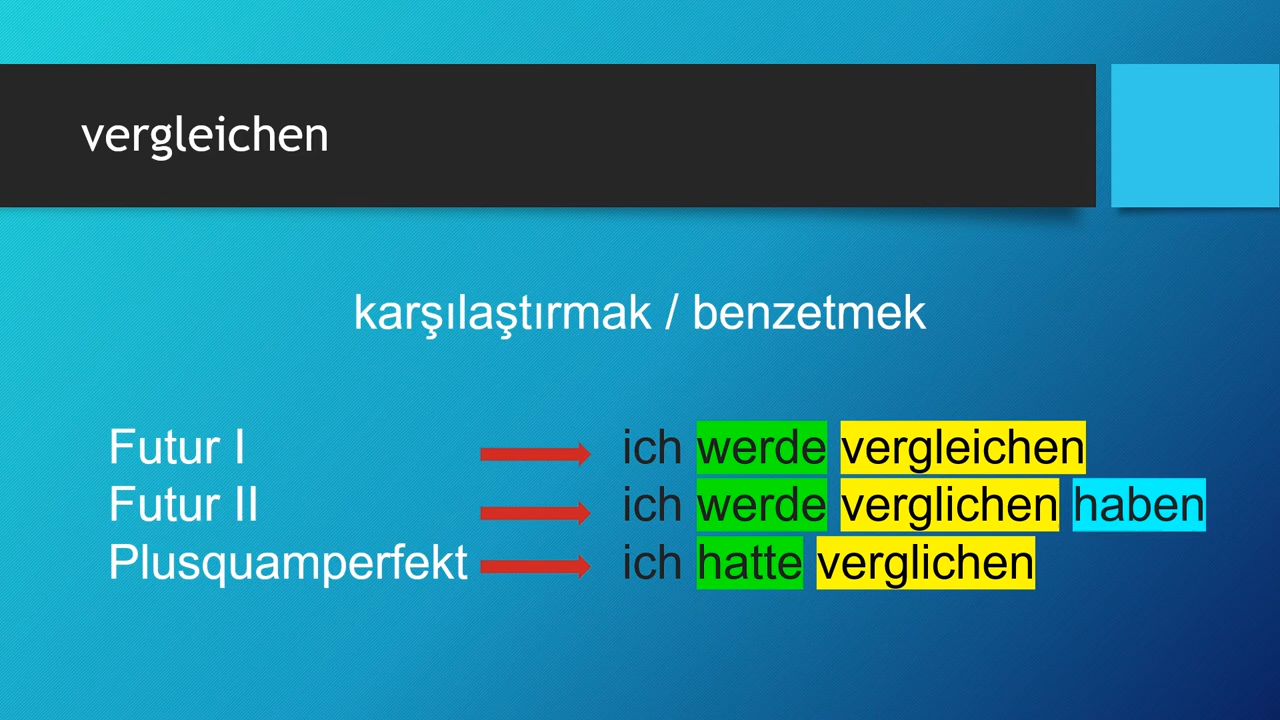 vergleichen
karşılaştırmak / benzetmek
Futur I ich werde vergleichen
Futur II ich werde verglichen haben
Plusquamperfekt ich hatte verglichen